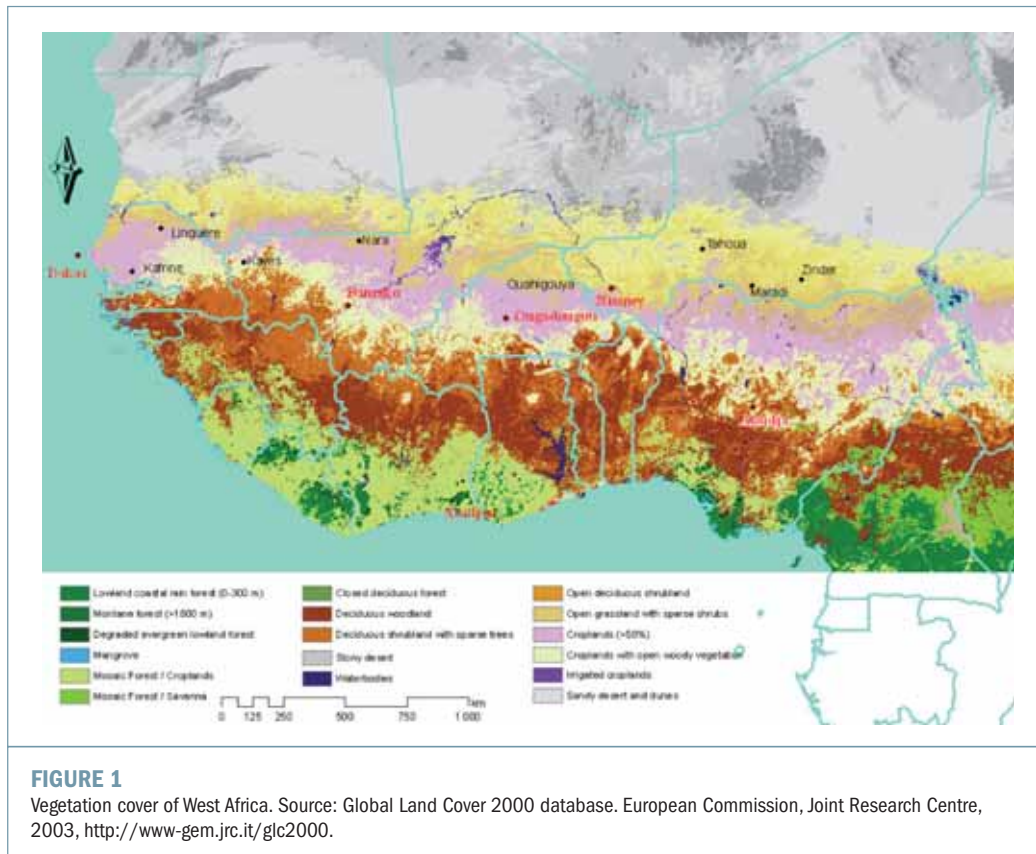 Linguère
Nara
Tahoua
Dakar
Kafrine
Kayes
Ouahigouya
Zinder
Bamako
Niamey
Maradi
Ougadougou
Abuja
Abidjan
Lowland coastal rain forest (0-300 m)
Montane forest (>1000 m)
Degraded evergreen lowland forest
Mangrove
Mosaic Forest / Croplands
Mosaic Forest / Savanna
Closed deciduous forest
Deciduous woodland
Deciduous shrubland with sparse trees
Stony desert
Waterbodies
Open deciduous shrubland
Open grassland with sparse shrubs
Croplands (>50%)
Croplands with open woody vegetation
Irrigated croplands
Sandy desert and dunes
km
0 125 250 500 750 1 000
FIGURE 1
Vegetation cover of West Africa. Source: Global Land Cover 2000 database. European Commission, Joint Research Centre,
2003, http://www-gem.jrc.it/glc2000.